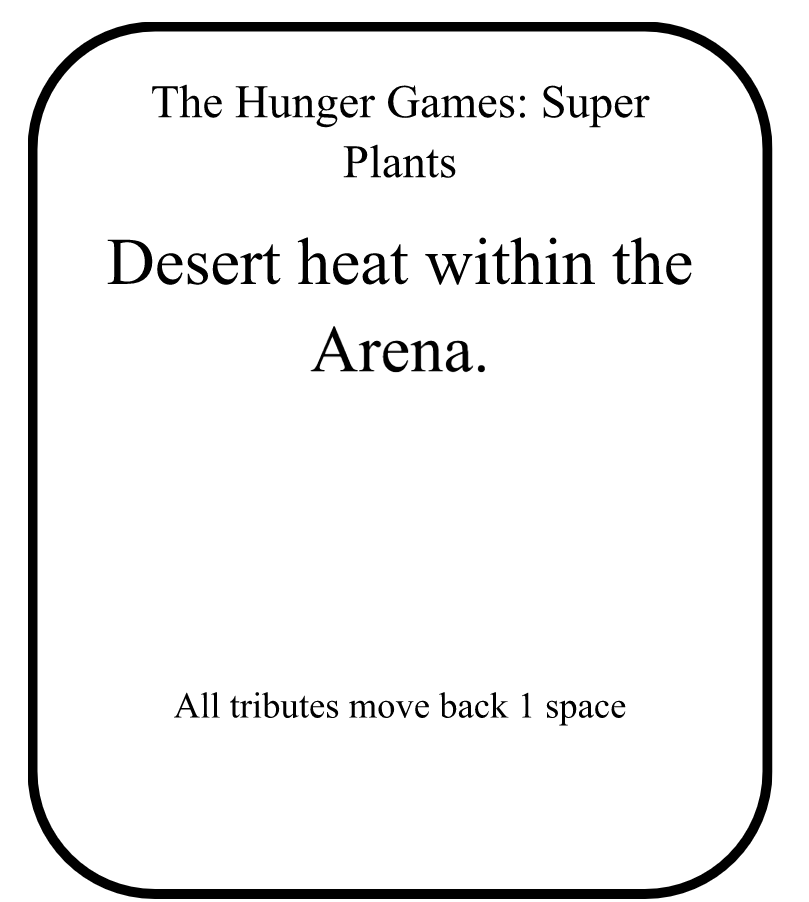 The Hunger Games: Super
Plants
Desert heat within the
Arena.
All tributes move back 1 space